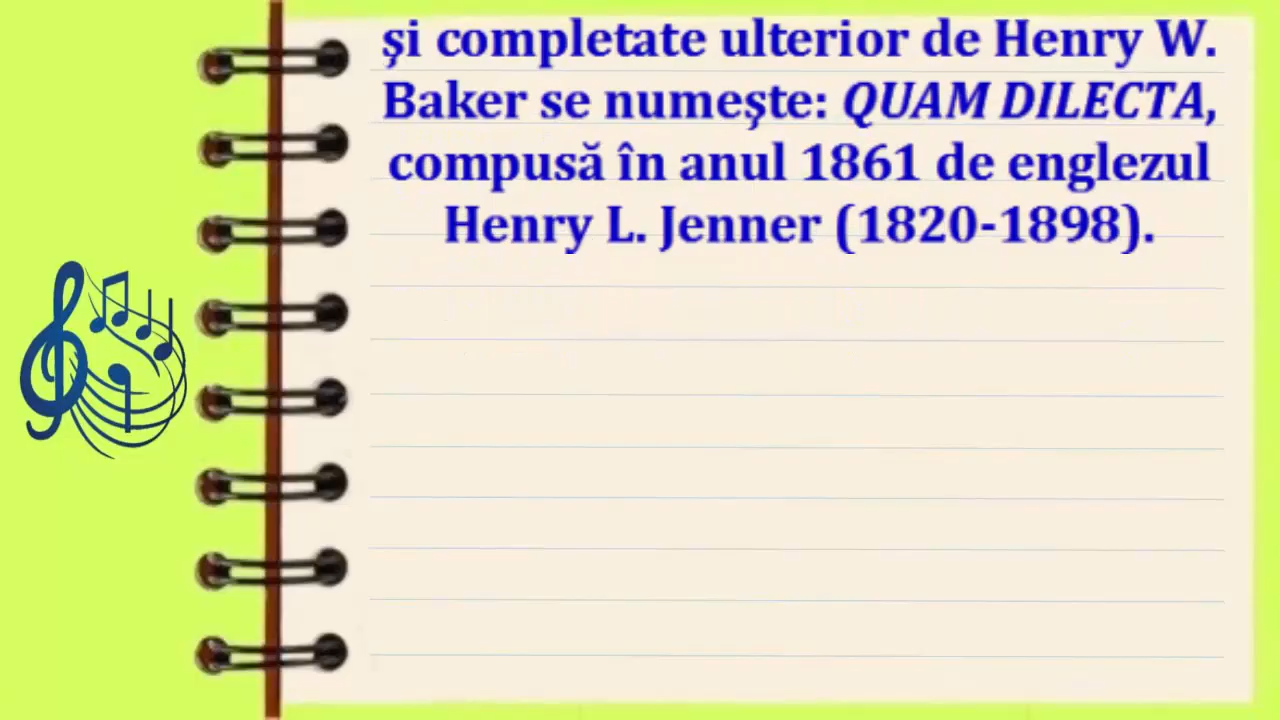 și completate ulterior de Henry W.
Baker se numeşte: QUAM DILECTA,
compusă în anul 1861 de englezul
Henry L. Jenner (1820-1898).